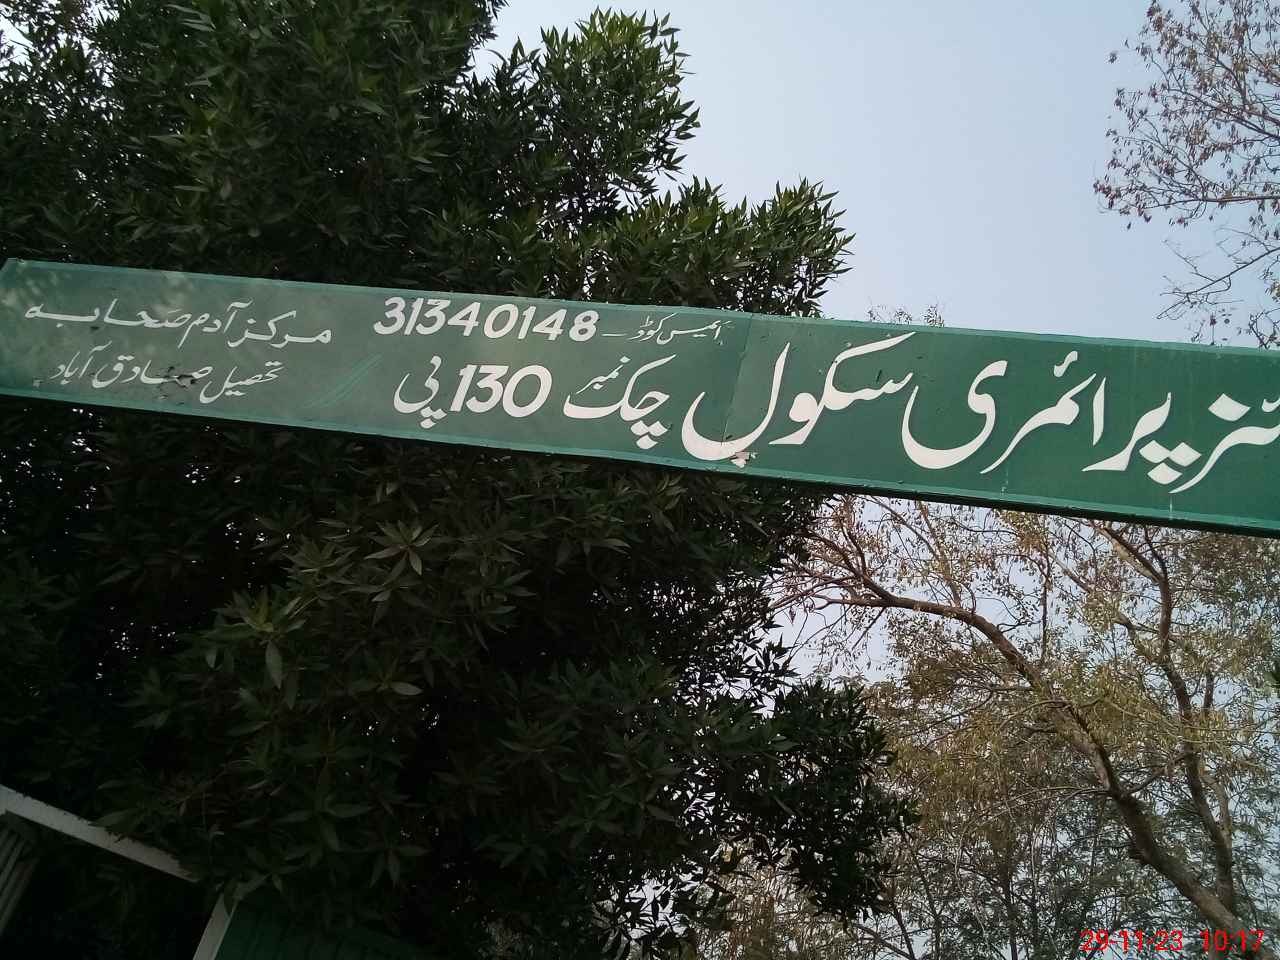 ایمس کوڈ - 31340148
پرائمری سکول چک نمبر 130 پی
مرکز آدم صحابہ
تحصیل صادق آباد
29-11-23 10:17